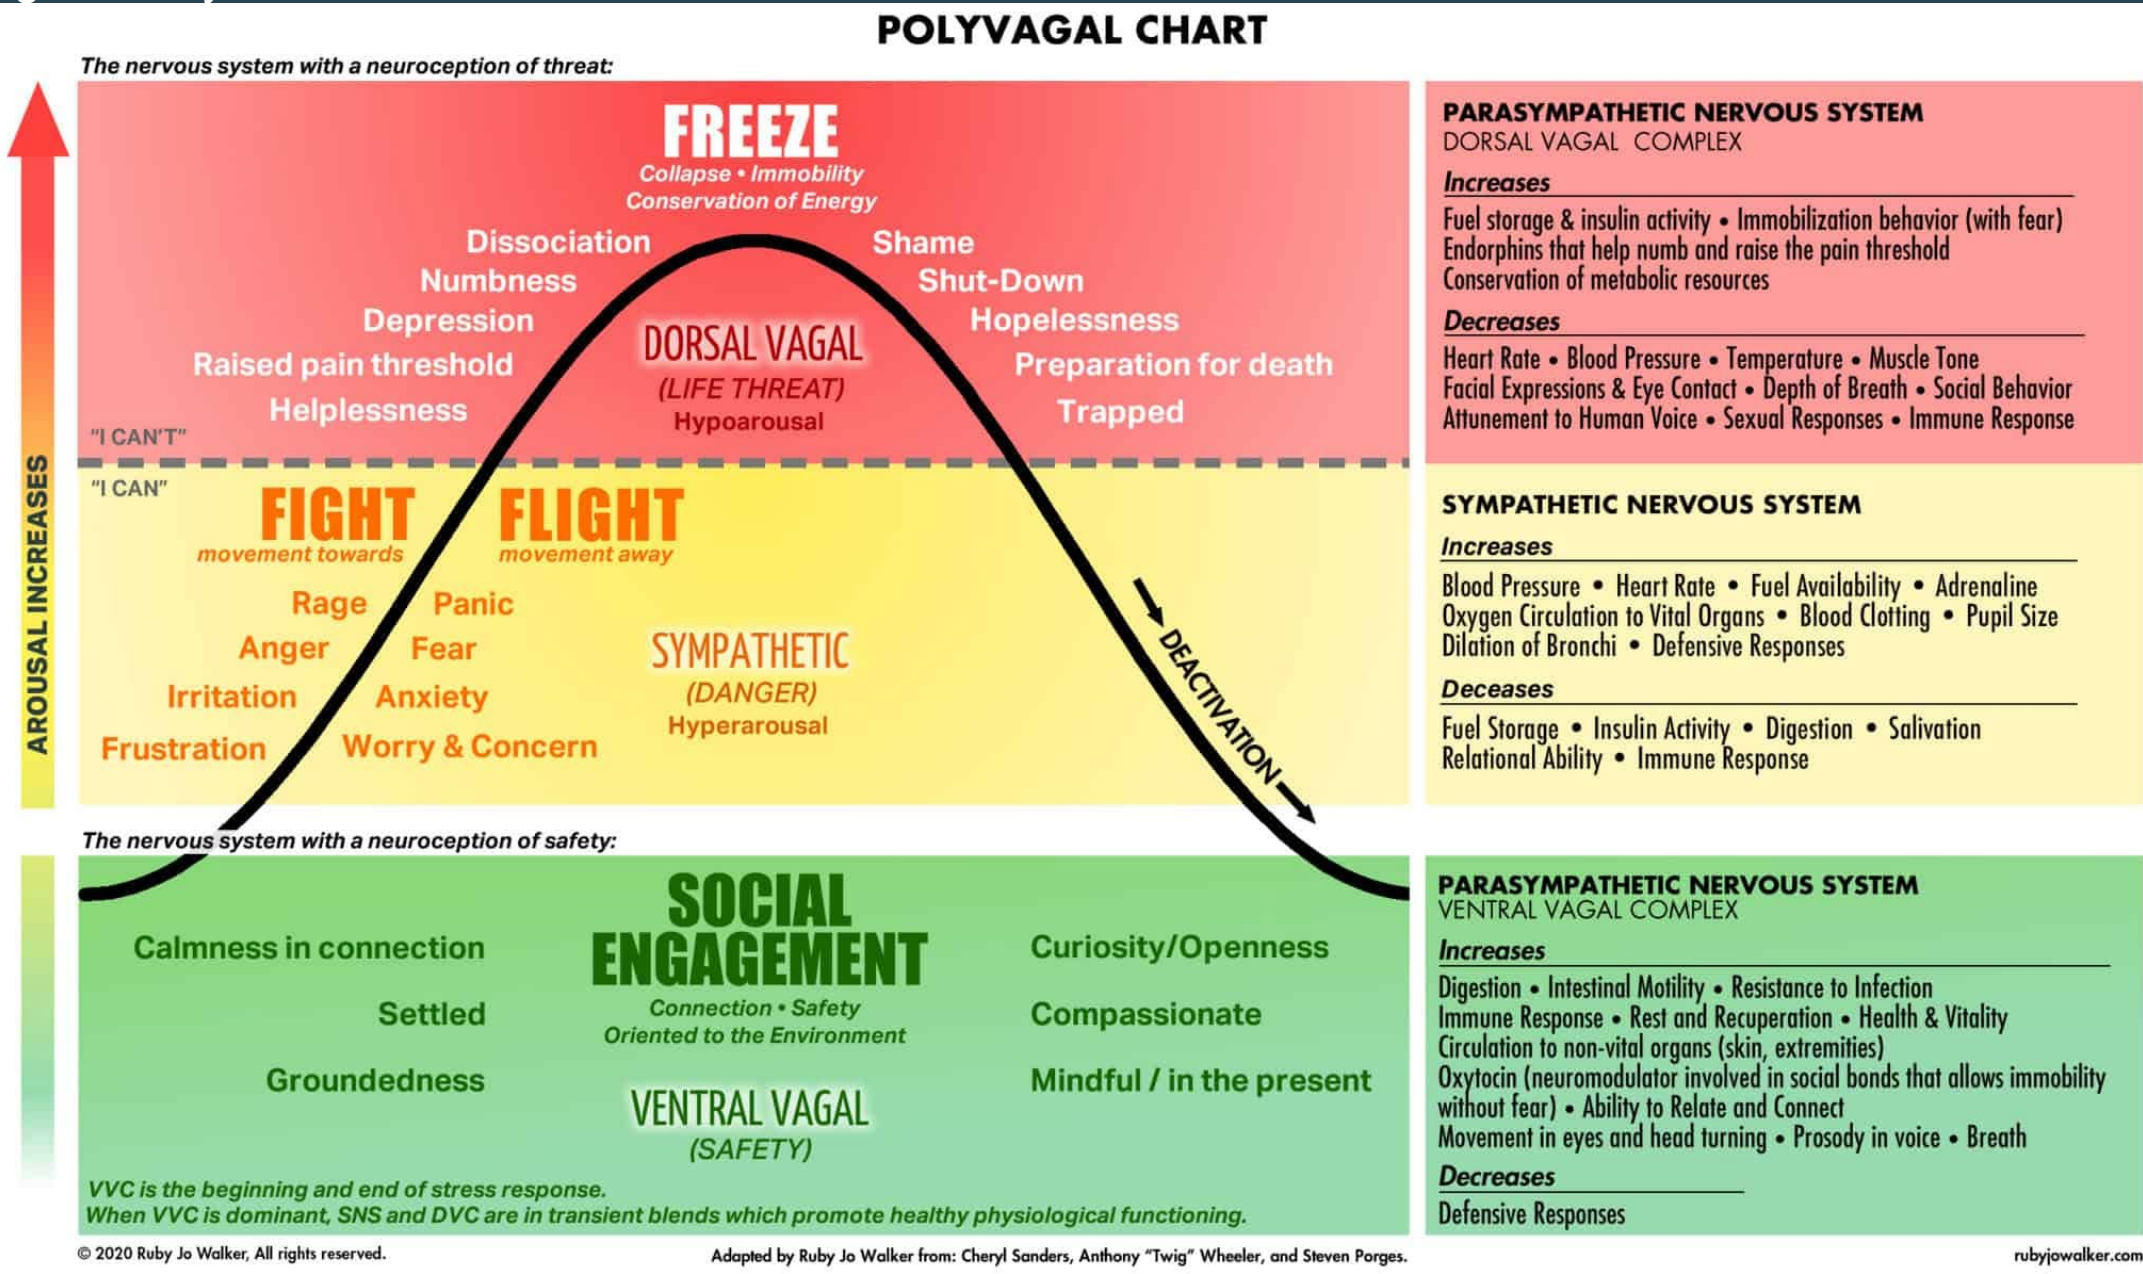 POLYVAGAL CHART
The nervous system with a neuroception of threat:
AROUSAL INCREASES
FREEZE
Collapse • Immobility
Conservation of Energy
Dissociation
Numbness
Depression
Raised pain threshold
Helplessness
Shame
Shut-Down
Hopelessness
Preparation for death
Trapped
DORSAL VAGAL
(LIFE THREAT)
Hypoarousal
"I CAN'T"
"I CAN"
FIGHT
movement towards
Rage
Anger
Irritation
Frustration
FLIGHT
movement away
Panic
Fear
Anxiety
Worry & Concern
SYMPATHETIC
(DANGER)
Hyperarousal
DEACTIVATION
The nervous system with a neuroception of safety:
SOCIAL
ENGAGEMENT
Connection • Safety
Oriented to the Environment
Calmness in connection
Settled
Groundedness
Curiosity/Openness
Compassionate
Mindful / in the present
VENTRAL VAGAL
(SAFETY)
VVC is the beginning and end of stress response.
When VVC is dominant, SNS and DVC are in transient blends which promote healthy physiological functioning.
PARASYMPATHETIC NERVOUS SYSTEM
DORSAL VAGAL COMPLEX
Increases
Fuel storage & insulin activity • Immobilization behavior (with fear)
Endorphins that help numb and raise the pain threshold
Conservation of metabolic resources
Decreases
Heart Rate • Blood Pressure • Temperature • Muscle Tone
Facial Expressions & Eye Contact • Depth of Breath • Social Behavior
Attunement to Human Voice • Sexual Responses • Immune Response
SYMPATHETIC NERVOUS SYSTEM
Increases
Blood Pressure • Heart Rate • Fuel Availability • Adrenaline
Oxygen Circulation to Vital Organs • Blood Clotting • Pupil Size
Dilation of Bronchi • Defensive Responses
Deceases
Fuel Storage • Insulin Activity • Digestion • Salivation
Relational Ability • Immune Response
PARASYMPATHETIC NERVOUS SYSTEM
VENTRAL VAGAL COMPLEX
Increases
Digestion • Intestinal Motility • Resistance to Infection
Immune Response • Rest and Recuperation • Health & Vitality
Circulation to non-vital organs (skin, extremities)
Oxytocin (neuromodulator involved in social bonds that allows immobility
without fear) • Ability to Relate and Connect
Movement in eyes and head turning • Prosody in voice • Breath
Decreases
Defensive Responses
© 2020 Ruby Jo Walker, All rights reserved.
Adapted by Ruby Jo Walker from: Cheryl Sanders, Anthony "Twig" Wheeler, and Steven Porges.
rubyjowalker.com